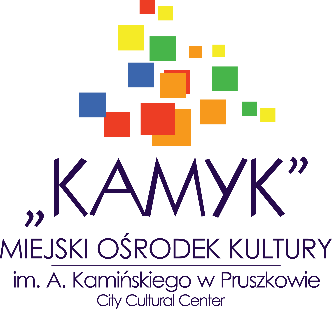 „KAMYK”
MIEJSKI OŚRODEK KULTURY
im. A. Kamińskiego w Pruszkowie
City Cultural Center